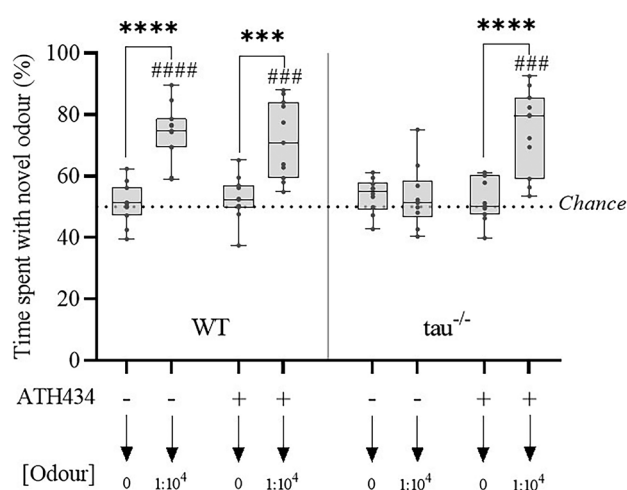 **** *** ****
#### ### ###
Time spent with novel odour (%)
100
80
60
40
20
0
Chance
WT tau-/-
ATH434 - - + + - - + +
[Odour] 0 1:10⁴ 0 1:10⁴ 0 1:10⁴ 0 1:10⁴